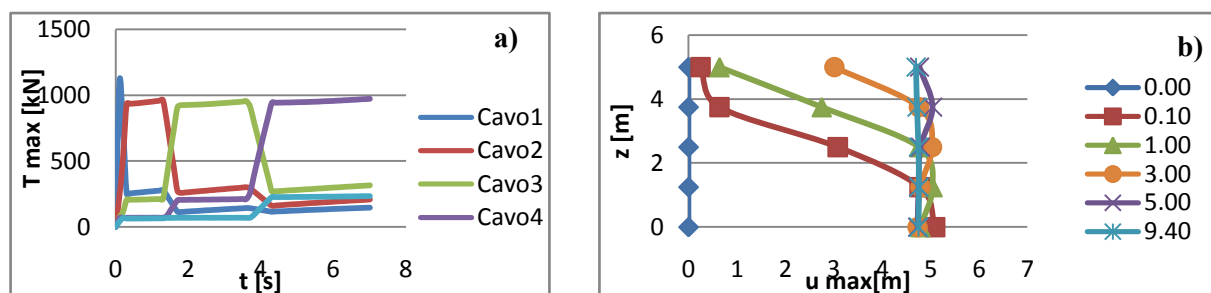 a)
1500
1000
500
0
T max [kN]
0 2 4 6 8
t [s]
Cavo1
Cavo2
Cavo3
Cavo4
b)
6
4
2
0
z [m]
0 1 2 3 4 5 6 7
u max[m]
0.00
0.10
1.00
3.00
5.00
9.40